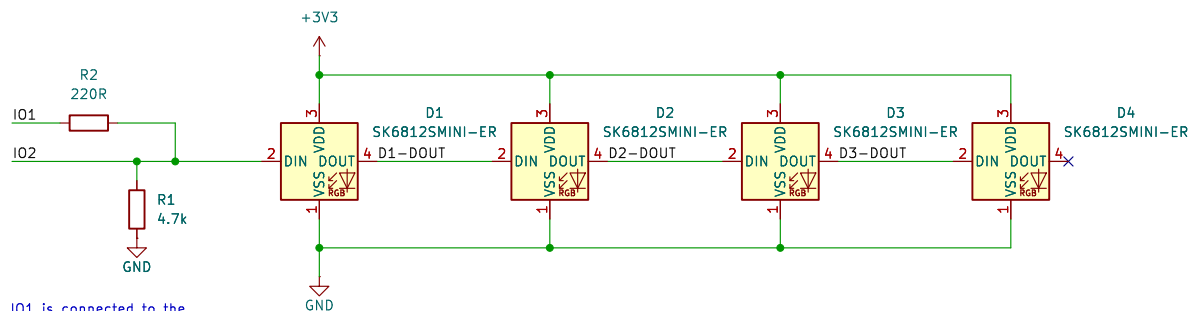 +3V3
R2
220R
IO1
IO2
R1
4.7k
GND
D1
SK6812SMINI-ER
3
VDD
2
DIN
DOUT
4
D1-DOUT
VSS
RGB
1
D2
SK6812SMINI-ER
3
VDD
2
DIN
DOUT
4
D2-DOUT
VSS
RGB
1
D3
SK6812SMINI-ER
3
VDD
2
DIN
DOUT
4
D3-DOUT
VSS
RGB
1
D4
SK6812SMINI-ER
3
VDD
2
DIN
DOUT
4
VSS
RGB
1
GND
IO1 is connected to the